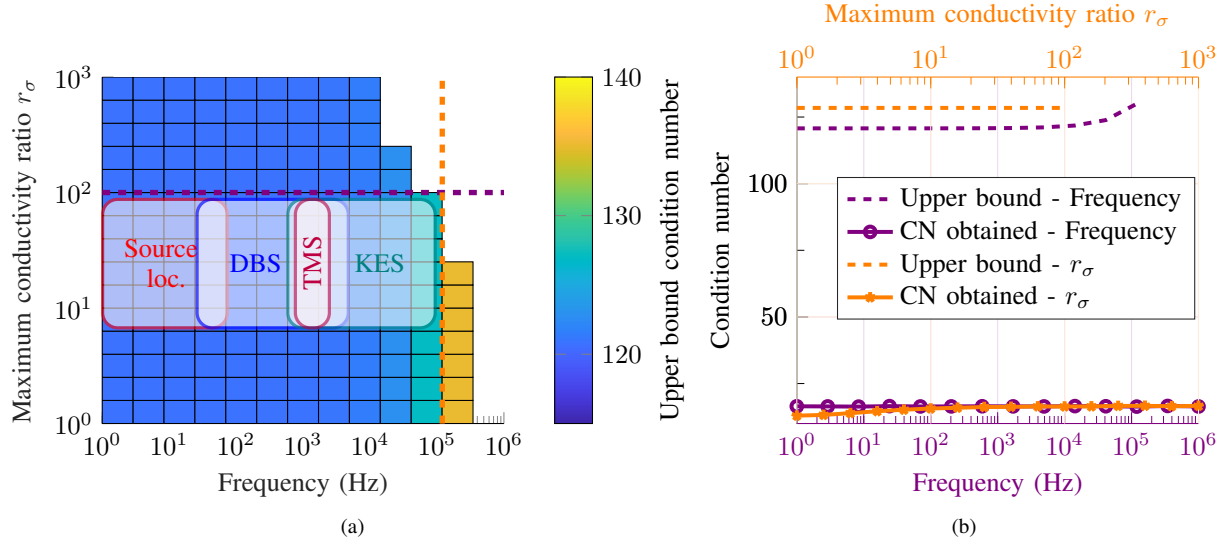 Maximum conductivity ratio r_σ
10^3
10^2
10^1
10^0
Source
loc.
DBS
TMS
KES
10^0 10^1 10^2 10^3 10^4 10^5 10^6
Frequency (Hz)
140
130
120
Upper bound condition number
(a)
Maximum conductivity ratio r_σ
10^0 10^1 10^2 10^3
Condition number
100
50
Upper bound - Frequency
CN obtained - Frequency
Upper bound - r_σ
CN obtained - r_σ
10^0 10^1 10^2 10^3 10^4 10^5 10^6
Frequency (Hz)
(b)